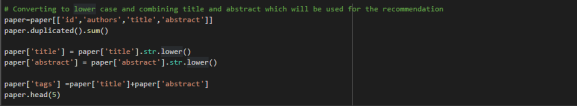 # Converting to lower case and combining title and abstract which will be used for the recommendation
paper=paper[['id','authors','title','abstract']]
paper.duplicated().sum()
paper['title'] = paper['title'].str.lower()
paper['abstract'] = paper['abstract'].str.lower()
paper['tags'] =paper['title']+paper['abstract']
paper.head(5)